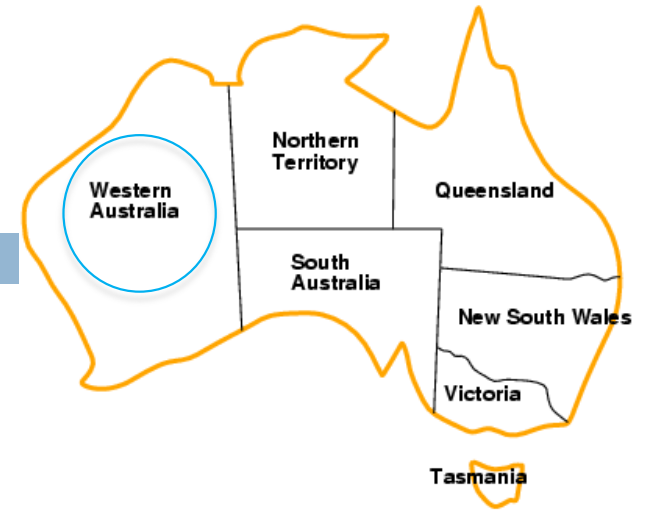 Northern
Territory
Western
Australia
Queensland
South
Australia
New South Wales
Victoria
Tasmania